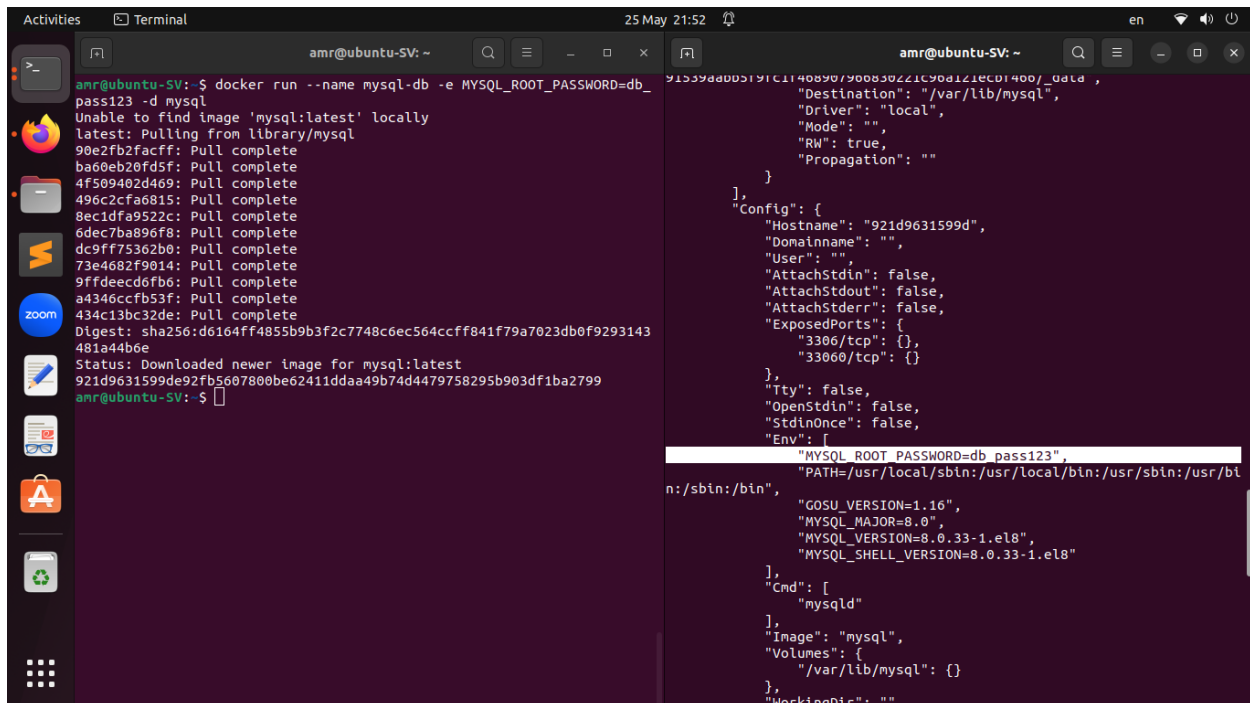 Activities
Terminal
25 May 21:52
en
amr@ubuntu-SV: ~
amr@ubuntu-SV:~$ docker run --name mysql-db -e MYSQL_ROOT_PASSWORD=db_
pass123 -d mysql
Unable to find image 'mysql:latest' locally
latest: Pulling from library/mysql
90e2fb2facff: Pull complete
ba60eb20fd5f: Pull complete
4f509402d469: Pull complete
496c2cfa6815: Pull complete
8ec1dfa9522c: Pull complete
6dec7ba896f8: Pull complete
dc9ff75362b0: Pull complete
73e4682f9014: Pull complete
9ffdeecd6fb6: Pull complete
a4346ccfb53f: Pull complete
434c13bc32de: Pull complete
Digest: sha256:d6164ff4855b9b3f2c7748c6ec564ccff841f79a7023db0f9293143
481a44b6e
Status: Downloaded newer image for mysql:latest
921d9631599de92fb5607800be62411ddaa49b74d4479758295b903df1ba2799
amr@ubuntu-SV:~$
zoom
amr@ubuntu-SV: ~
"Destination": "/var/lib/mysql",
"Driver": "local",
"Mode": "",
"RW": true,
"Propagation": ""
}
],
"Config": {
"Hostname": "921d9631599d",
"Domainname": "",
"User": "",
"AttachStdin": false,
"AttachStdout": false,
"AttachStderr": false,
"ExposedPorts": {
"3306/tcp": {},
"33060/tcp": {}
},
"Tty": false,
"OpenStdin": false,
"StdinOnce": false,
"Env": [
"MYSQL_ROOT_PASSWORD=db_pass123",
"PATH=/usr/local/sbin:/usr/local/bin:/usr/sbin:/usr/bi
n:/sbin:/bin",
"GOSU_VERSION=1.16",
"MYSQL_MAJOR=8.0",
"MYSQL_VERSION=8.0.33-1.el8",
"MYSQL_SHELL_VERSION=8.0.33-1.el8"
],
"Cmd": [
"mysqld"
],
"Image": "mysql",
"Volumes": {
"/var/lib/mysql": {}
},
"WorkingDir": ""